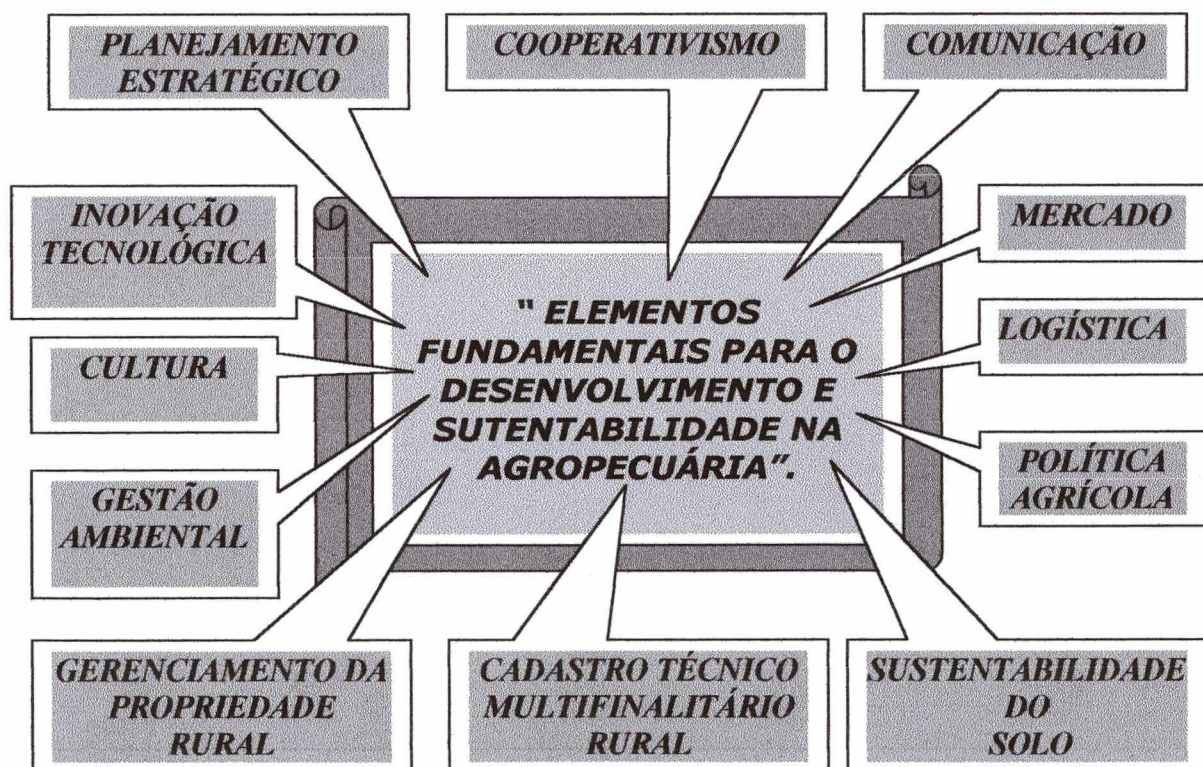 PLANEJAMENTO
ESTRATÉGICO
COOPERATIVISMO
COMUNICAÇÃO
INOVAÇÃO
TECNOLÓGICA
MERCADO
CULTURA
LOGÍSTICA
GESTÃO
AMBIENTAL
POLÍTICA
AGRÍCOLA
“ ELEMENTOS
FUNDAMENTAIS PARA O
DESENVOLVIMENTO E
SUTENTABILIDADE NA
AGROPECUÁRIA”.
GERENCIAMENTO DA
PROPRIEDADE
RURAL
CADASTRO TÉCNICO
MULTIFINALITÁRIO
RURAL
SUSTENTABILIDADE
DO
SOLO